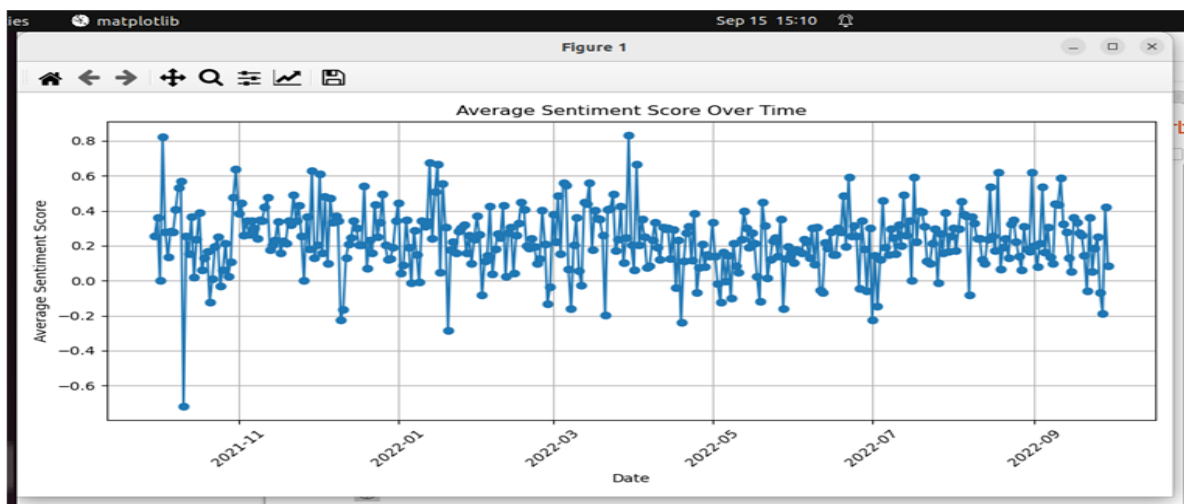 ies matplotlib Sep 15 15:10
Figure 1
Average Sentiment Score Over Time
Average Sentiment Score
0.8
0.6
0.4
0.2
0.0
−0.2
−0.4
−0.6
2021-11
2022-01
2022-03
2022-05
2022-07
2022-09
Date